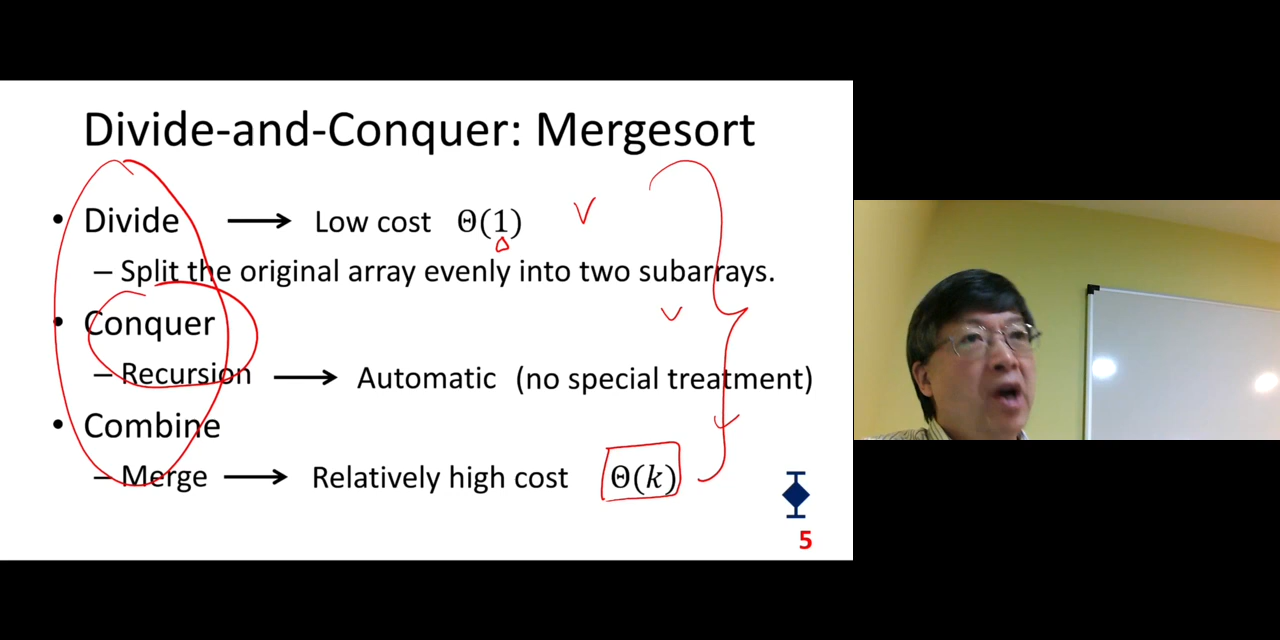 Divide-and-Conquer: Mergesort
• Divide ⟶ Low cost Θ(1)
– Split the original array evenly into two subarrays.
• Conquer
– Recursion ⟶ Automatic (no special treatment)
• Combine
– Merge ⟶ Relatively high cost Θ(k)
5